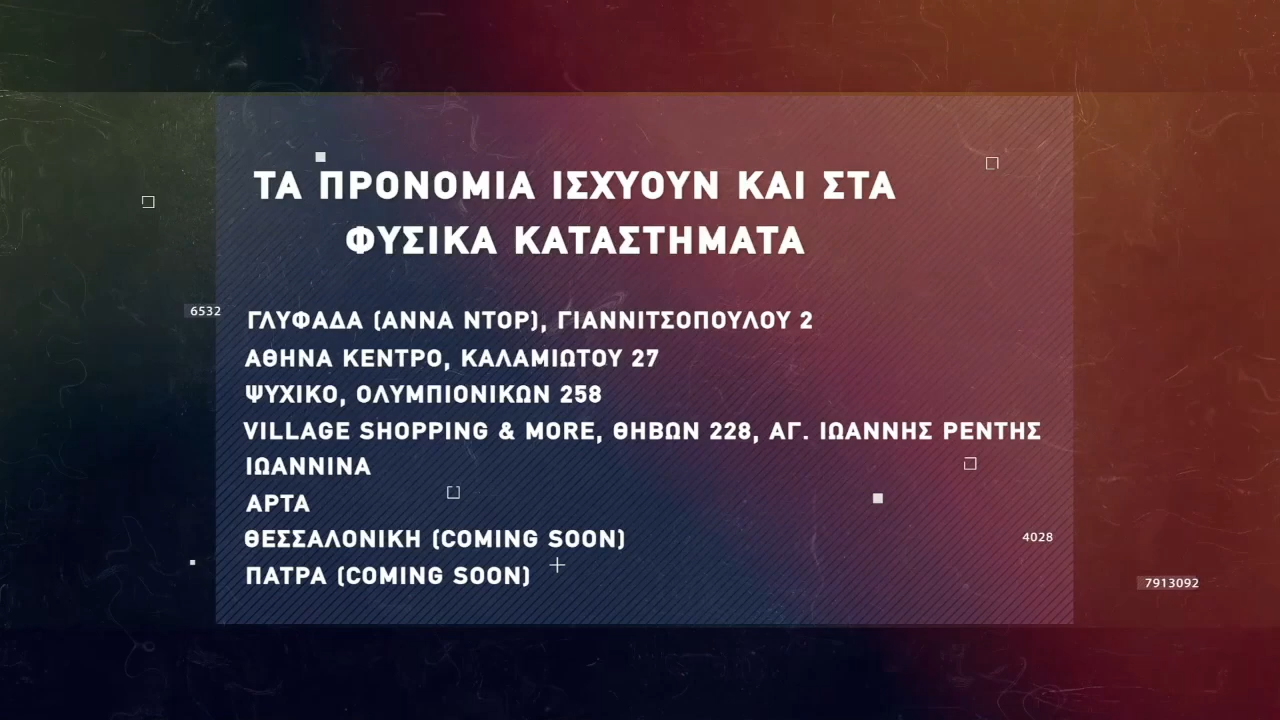 ΤΑ ΠΡΟΝΟΜΙΑ ΙΣΧΥΟΥΝ ΚΑΙ ΣΤΑ
ΦΥΣΙΚΑ ΚΑΤΑΣΤΗΜΑΤΑ
6532
ΓΛΥΦΑΔΑ (ΑΝΝΑ ΝΤΟΡ), ΓΙΑΝΝΙΤΣΟΠΟΥΛΟΥ 2
ΑΘΗΝΑ ΚΕΝΤΡΟ, ΚΑΛΑΜΙΩΤΟΥ 27
ΨΥΧΙΚΟ, ΟΛΥΜΠΙΟΝΙΚΩΝ 258
VILLAGE SHOPPING & MORE, ΘΗΒΩΝ 228, ΑΓ. ΙΩΑΝΝΗΣ ΡΕΝΤΗΣ
ΙΩΑΝΝΙΝΑ
ΑΡΤΑ
ΘΕΣΣΑΛΟΝΙΚΗ (COMING SOON)
4028
ΠΑΤΡΑ (COMING SOON)
7913092